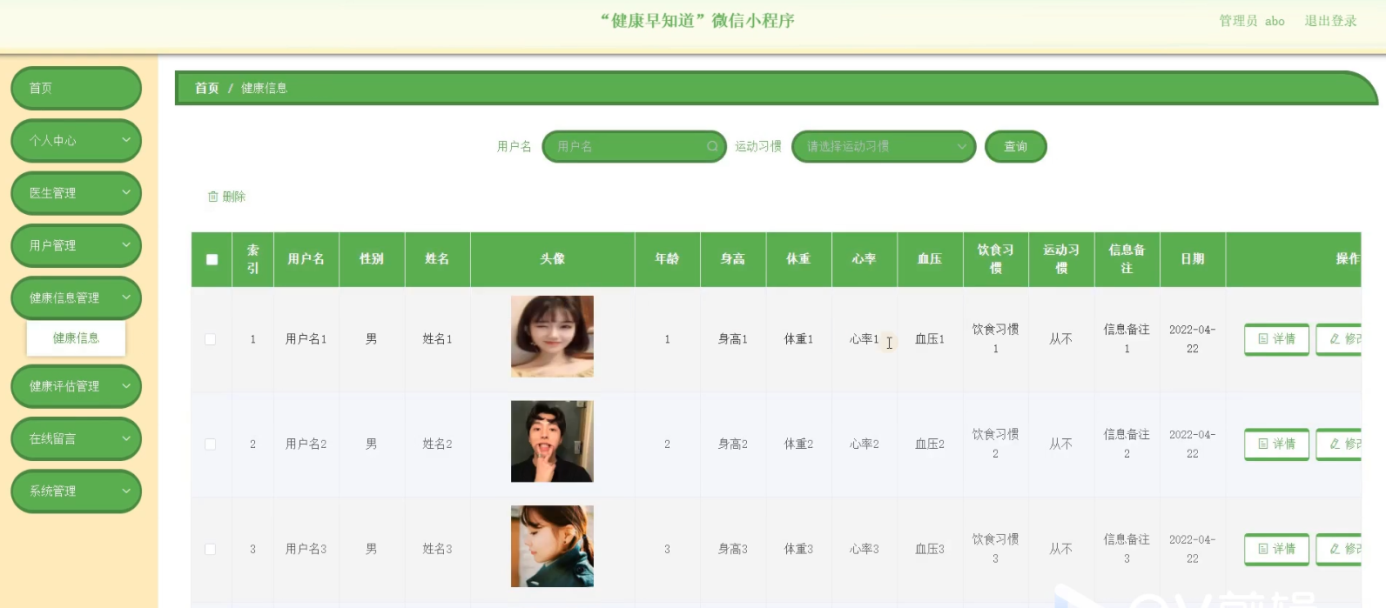 “健康早知道”微信小程序
管理员 abo 退出登录
首页
个人中心
医生管理
用户管理
健康信息管理
健康信息
健康评估管理
在线留言
系统管理
首页 / 健康信息
用户名 用户名 运动习惯 请选择运动习惯 查询
删除
索引 用户名 性别 姓名 头像 年龄 身高 体重 心率 血压 饮食习惯 运动习惯 信息备注 日期 操作
1 用户名1 男 姓名1 1 身高1 体重1 心率1 血压1 饮食习惯1 从不 信息备注1 2022-04-22 详情 修改
2 用户名2 男 姓名2 2 身高2 体重2 心率2 血压2 饮食习惯2 从不 信息备注2 2022-04-22 详情 修改
3 用户名3 男 姓名3 3 身高3 体重3 心率3 血压3 饮食习惯3 从不 信息备注3 2022-04-22 详情 修改